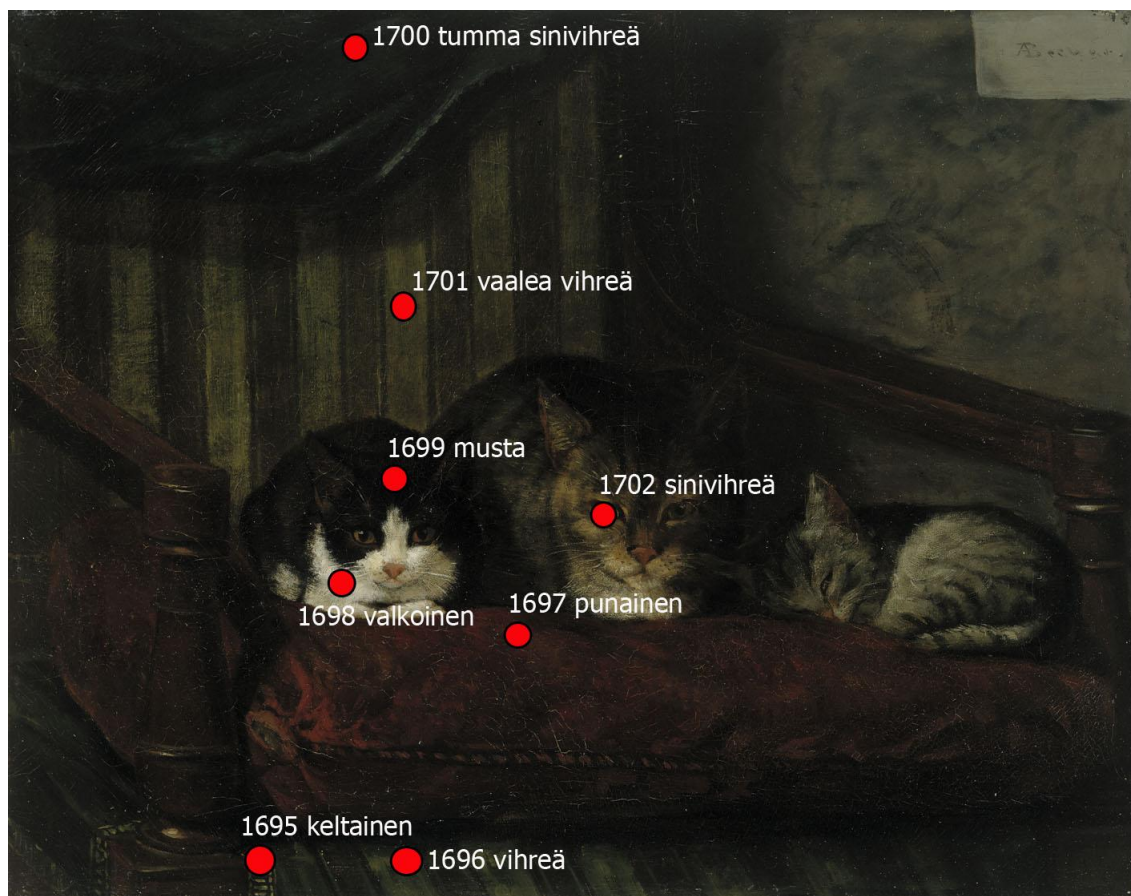 1700 tumma sinivihreä
1701 vaalea vihreä
1699 musta
1702 sinivihreä
1697 punainen
1698 valkoinen
1695 keltainen
1696 vihreä